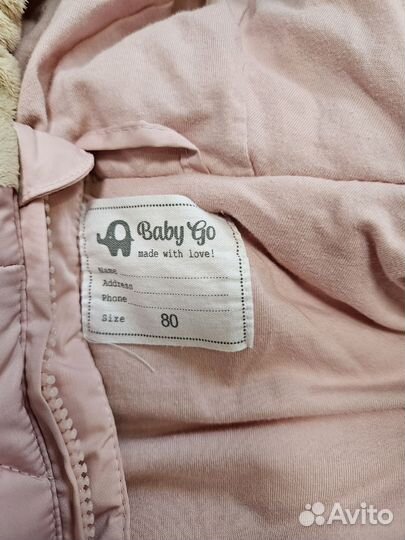 Baby Go
made with love!
Name
Address
Phone
Size 80
Avito